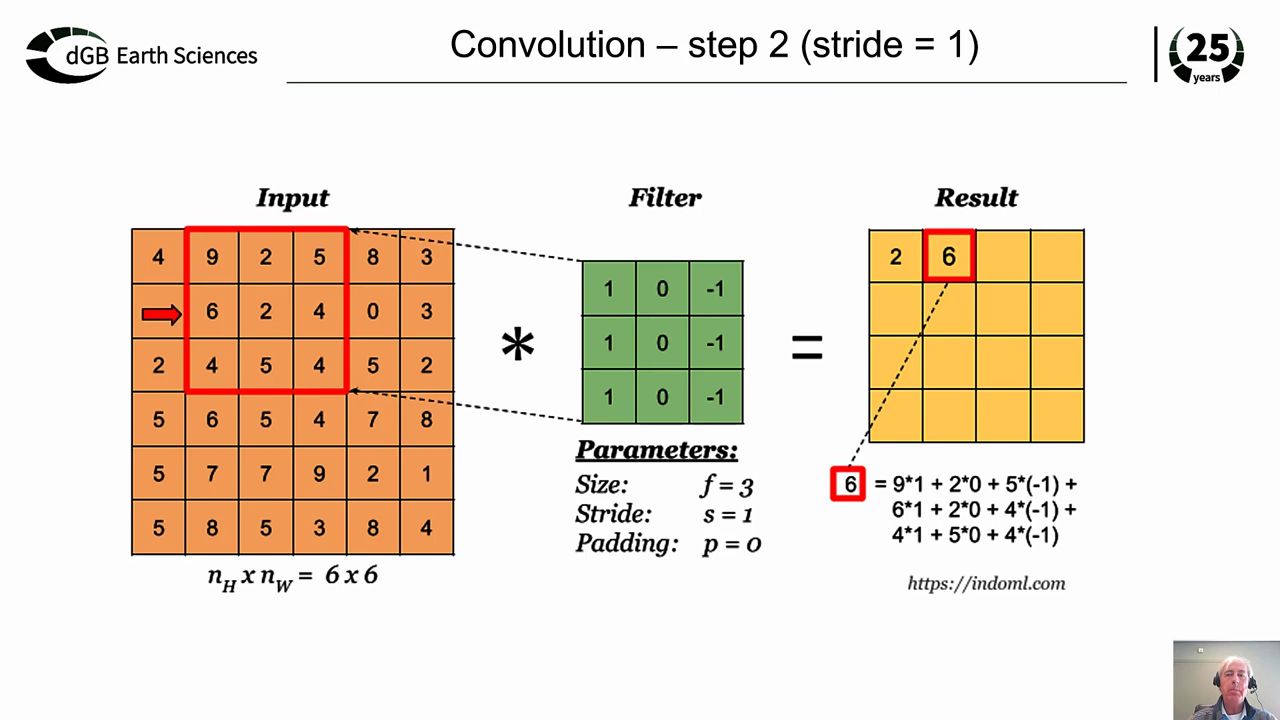 dGB Earth Sciences
Convolution – step 2 (stride = 1)
25
years
Input
Filter
Result
4 9 2 5 8 3
6 2 4 0 3
2 4 5 4 5 2
5 6 5 4 7 8
5 7 7 9 2 1
5 8 5 3 8 4
n_H x n_W = 6 x 6
*
1 0 -1
1 0 -1
1 0 -1
Parameters:
Size: f = 3
Stride: s = 1
Padding: p = 0
=
2 6
6 = 9*1 + 2*0 + 5*(-1) +
6*1 + 2*0 + 4*(-1) +
4*1 + 5*0 + 4*(-1)
https://indoml.com